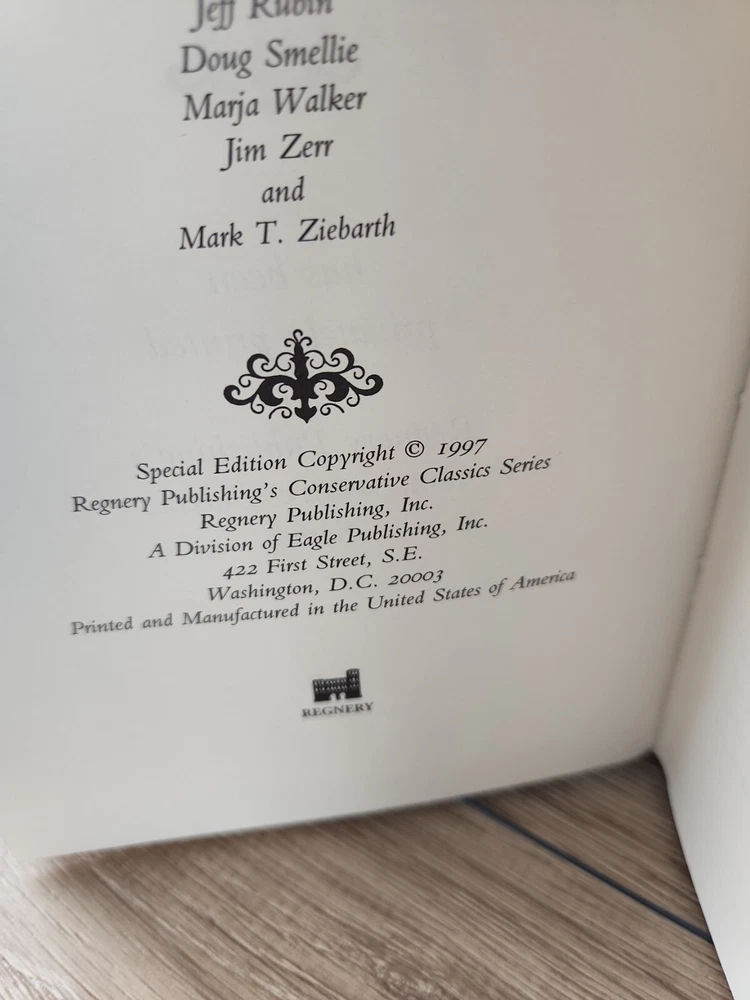 Jeff Rubin
Doug Smellie
Marja Walker
Jim Zerr
and
Mark T. Ziebarth
Special Edition Copyright © 1997
Regnery Publishing's Conservative Classics Series
Regnery Publishing, Inc.
A Division of Eagle Publishing, Inc.
422 First Street, S.E.
Washington, D.C. 20003
Printed and Manufactured in the United States of America
REGNERY